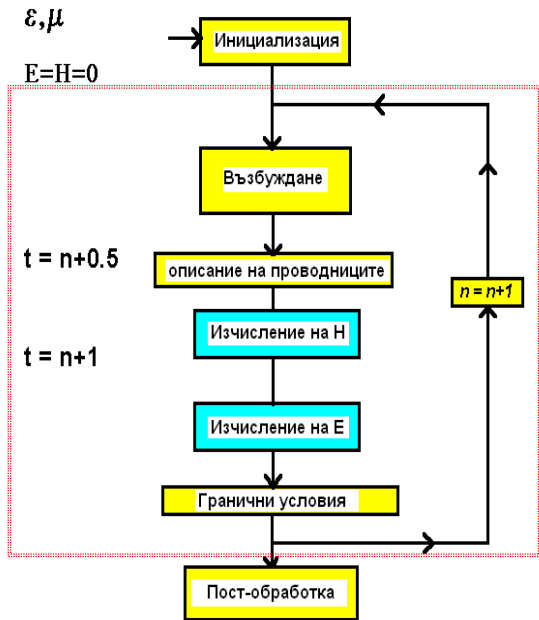 ε,μ
Инициализация
E=H=0
Възбуждане
t = n+0.5
описание на проводниците
n = n+1
Изчисление на H
t = n+1
Изчисление на E
Гранични условия
Пост-обработка